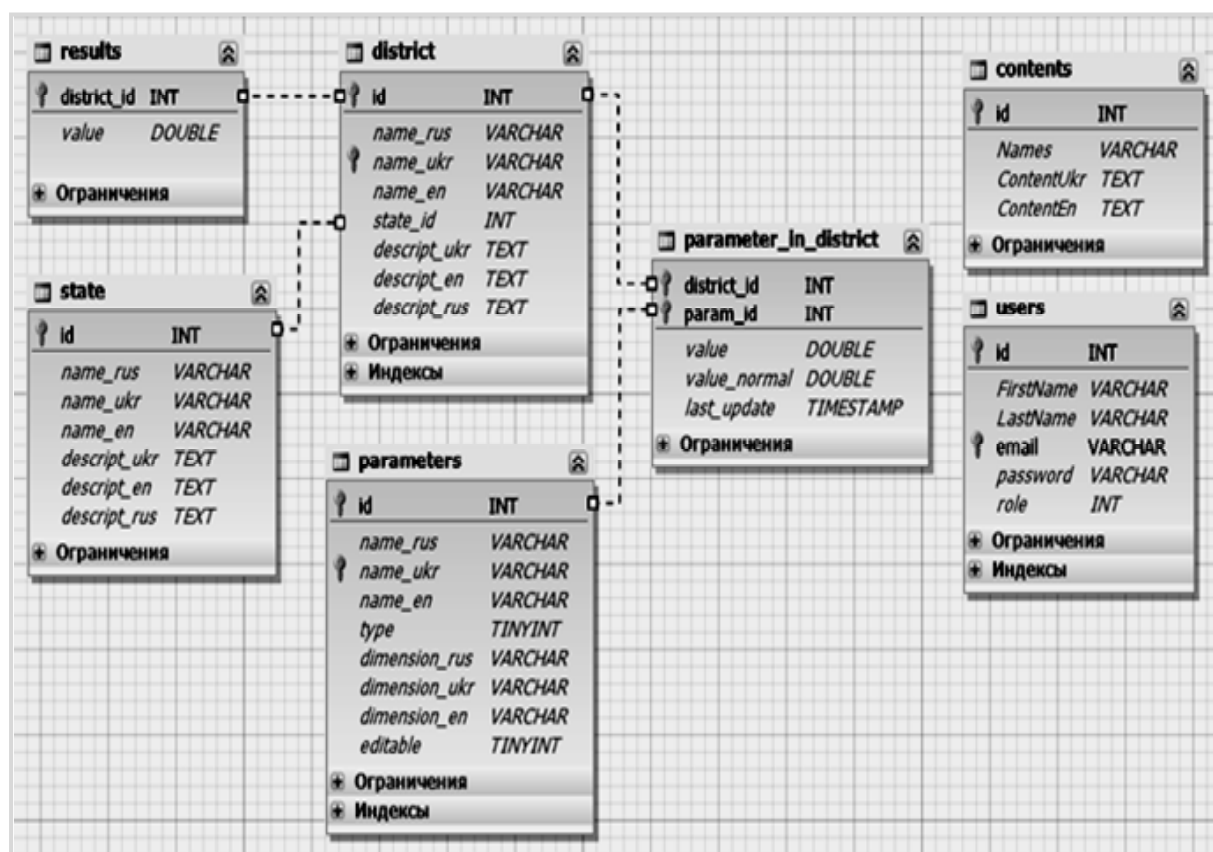 results
district_id INT
value DOUBLE
Ограничения
district
id INT
name_rus VARCHAR
name_ukr VARCHAR
name_en VARCHAR
state_id INT
descript_ukr TEXT
descript_en TEXT
descript_rus TEXT
Ограничения
Индексы
contents
id INT
Names VARCHAR
ContentUkr TEXT
ContentEn TEXT
Ограничения
parameter_in_district
district_id INT
param_id INT
value DOUBLE
value_normal DOUBLE
last_update TIMESTAMP
Ограничения
state
id INT
name_rus VARCHAR
name_ukr VARCHAR
name_en VARCHAR
descript_ukr TEXT
descript_en TEXT
descript_rus TEXT
Ограничения
users
id INT
FirstName VARCHAR
LastName VARCHAR
email VARCHAR
password VARCHAR
role INT
Ограничения
Индексы
parameters
id INT
name_rus VARCHAR
name_ukr VARCHAR
name_en VARCHAR
type TINYINT
dimension_rus VARCHAR
dimension_ukr VARCHAR
dimension_en VARCHAR
editable TINYINT
Ограничения
Индексы